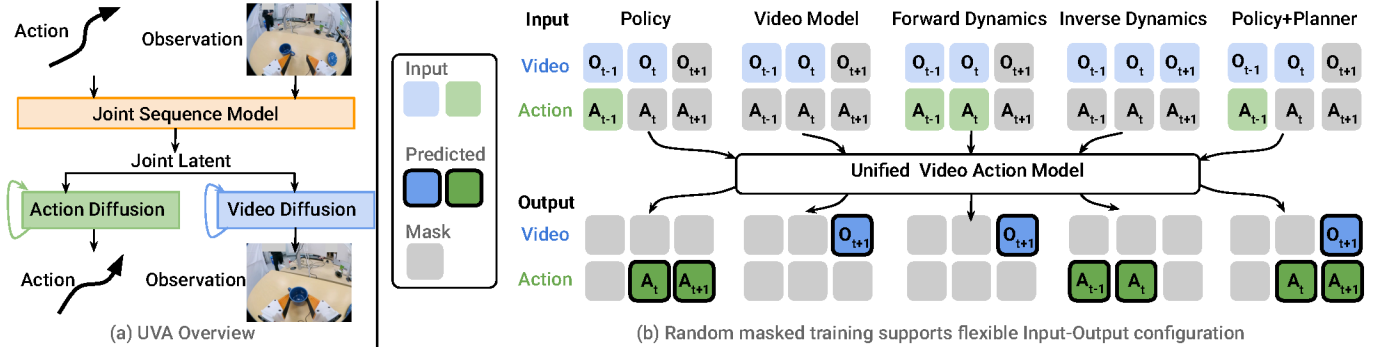 Action
Observation
Joint Sequence Model
Joint Latent
Action Diffusion
Video Diffusion
Action
Observation
(a) UVA Overview
Input
Predicted
Mask
Input Policy Video Model Forward Dynamics Inverse Dynamics Policy+Planner
Video O t-1 O t O t+1 O t-1 O t O t+1 O t-1 O t O t+1 O t-1 O t O t+1 O t-1 O t O t+1
Action A t-1 A t A t+1 A t-1 A t A t+1 A t-1 A t A t+1 A t-1 A t A t+1 A t-1 A t A t+1
Unified Video Action Model
Output
Video O t+1 O t+1 O t+1
Action A t A t+1 A t-1 A t A t A t+1
(b) Random masked training supports flexible Input-Output configuration